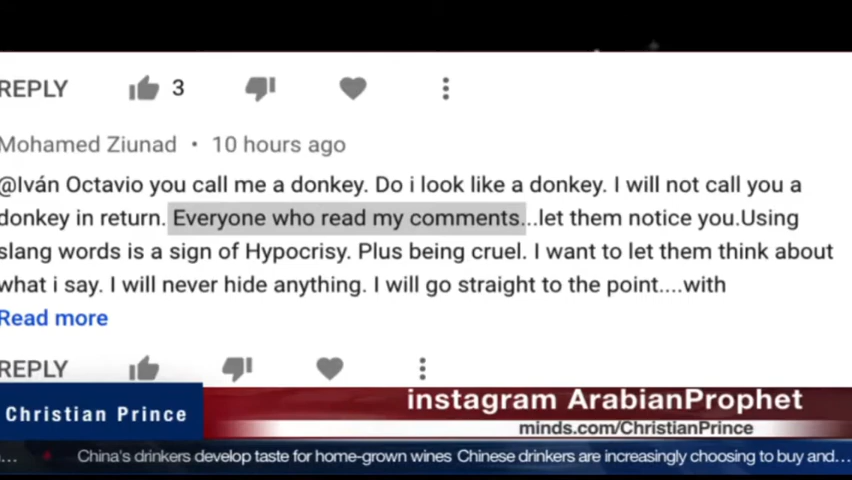 REPLY 3
Mohamed Ziunad • 10 hours ago
@Iván Octavio you call me a donkey. Do i look like a donkey. I will not call you a
donkey in return. Everyone who read my comments...let them notice you.Using
slang words is a sign of Hypocrisy. Plus being cruel. I want to let them think about
what i say. I will never hide anything. I will go straight to the point....with
Read more
REPLY
instagram ArabianProphet
Christian Prince
minds.com/ChristianPrince
... China's drinkers develop taste for home-grown wines Chinese drinkers are increasingly choosing to buy and...